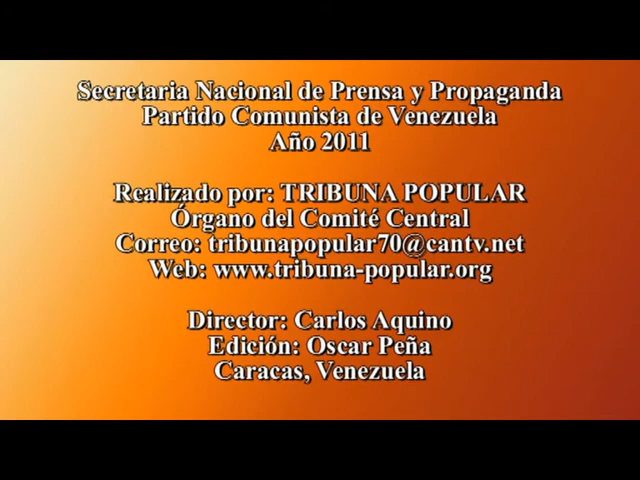 Secretaria Nacional de Prensa y Propaganda
Partido Comunista de Venezuela
Año 2011
Realizado por: TRIBUNA POPULAR
Órgano del Comité Central
Correo: tribunapopular70@cantv.net
Web: www.tribuna-popular.org
Director: Carlos Aquino
Edición: Oscar Peña
Caracas, Venezuela